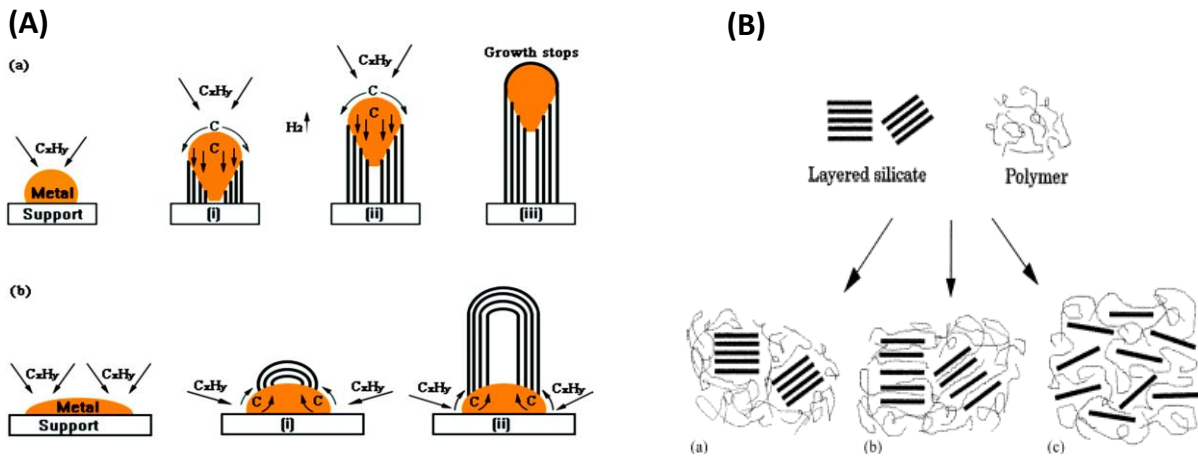 (A)
(a)
CxHy
Metal
Support
CxHy
C
C
(i)
H2
CxHy
C
C
(ii)
Growth stops
(iii)
(b)
CxHy CxHy
Metal
Support
CxHy CxHy
C C
(i)
CxHy CxHy
C C
(ii)
(B)
Layered silicate
Polymer
(a)
(b)
(c)